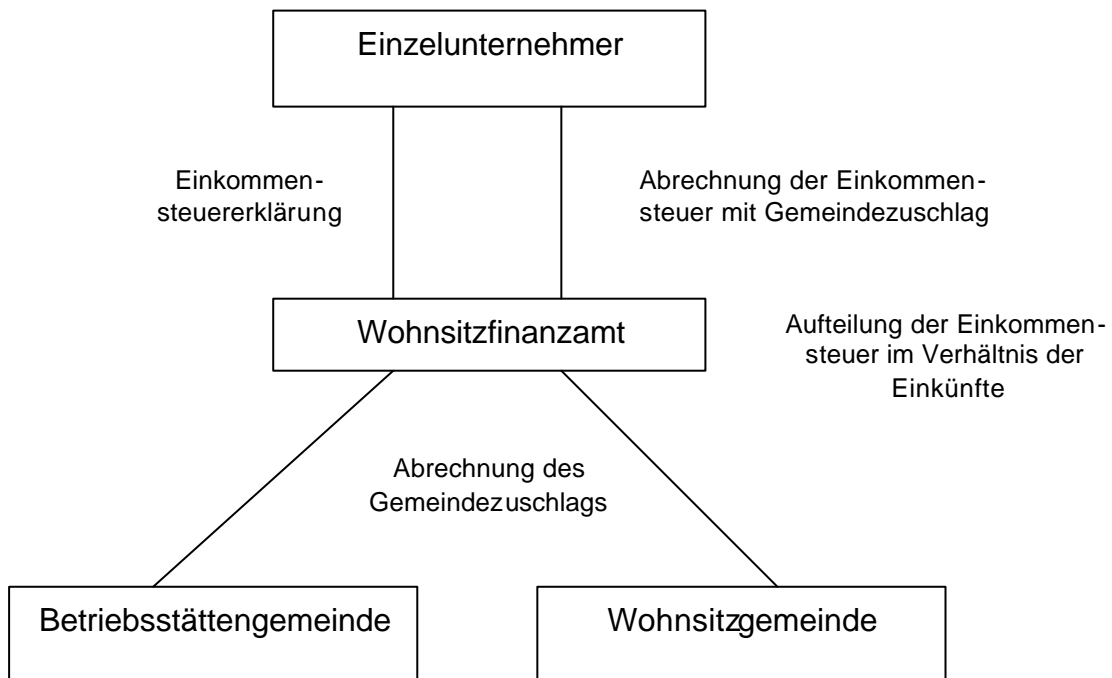 Einzelunternehmer
Einkommen-
steuererklärung
Abrechnung der Einkommen-
steuer mit Gemeindezuschlag
Wohnsitzfinanzamt
Aufteilung der Einkommen-
steuer im Verhältnis der
Einkünfte
Abrechnung des
Gemeindezuschlags
Betriebsstättengemeinde
Wohnsitzgemeinde